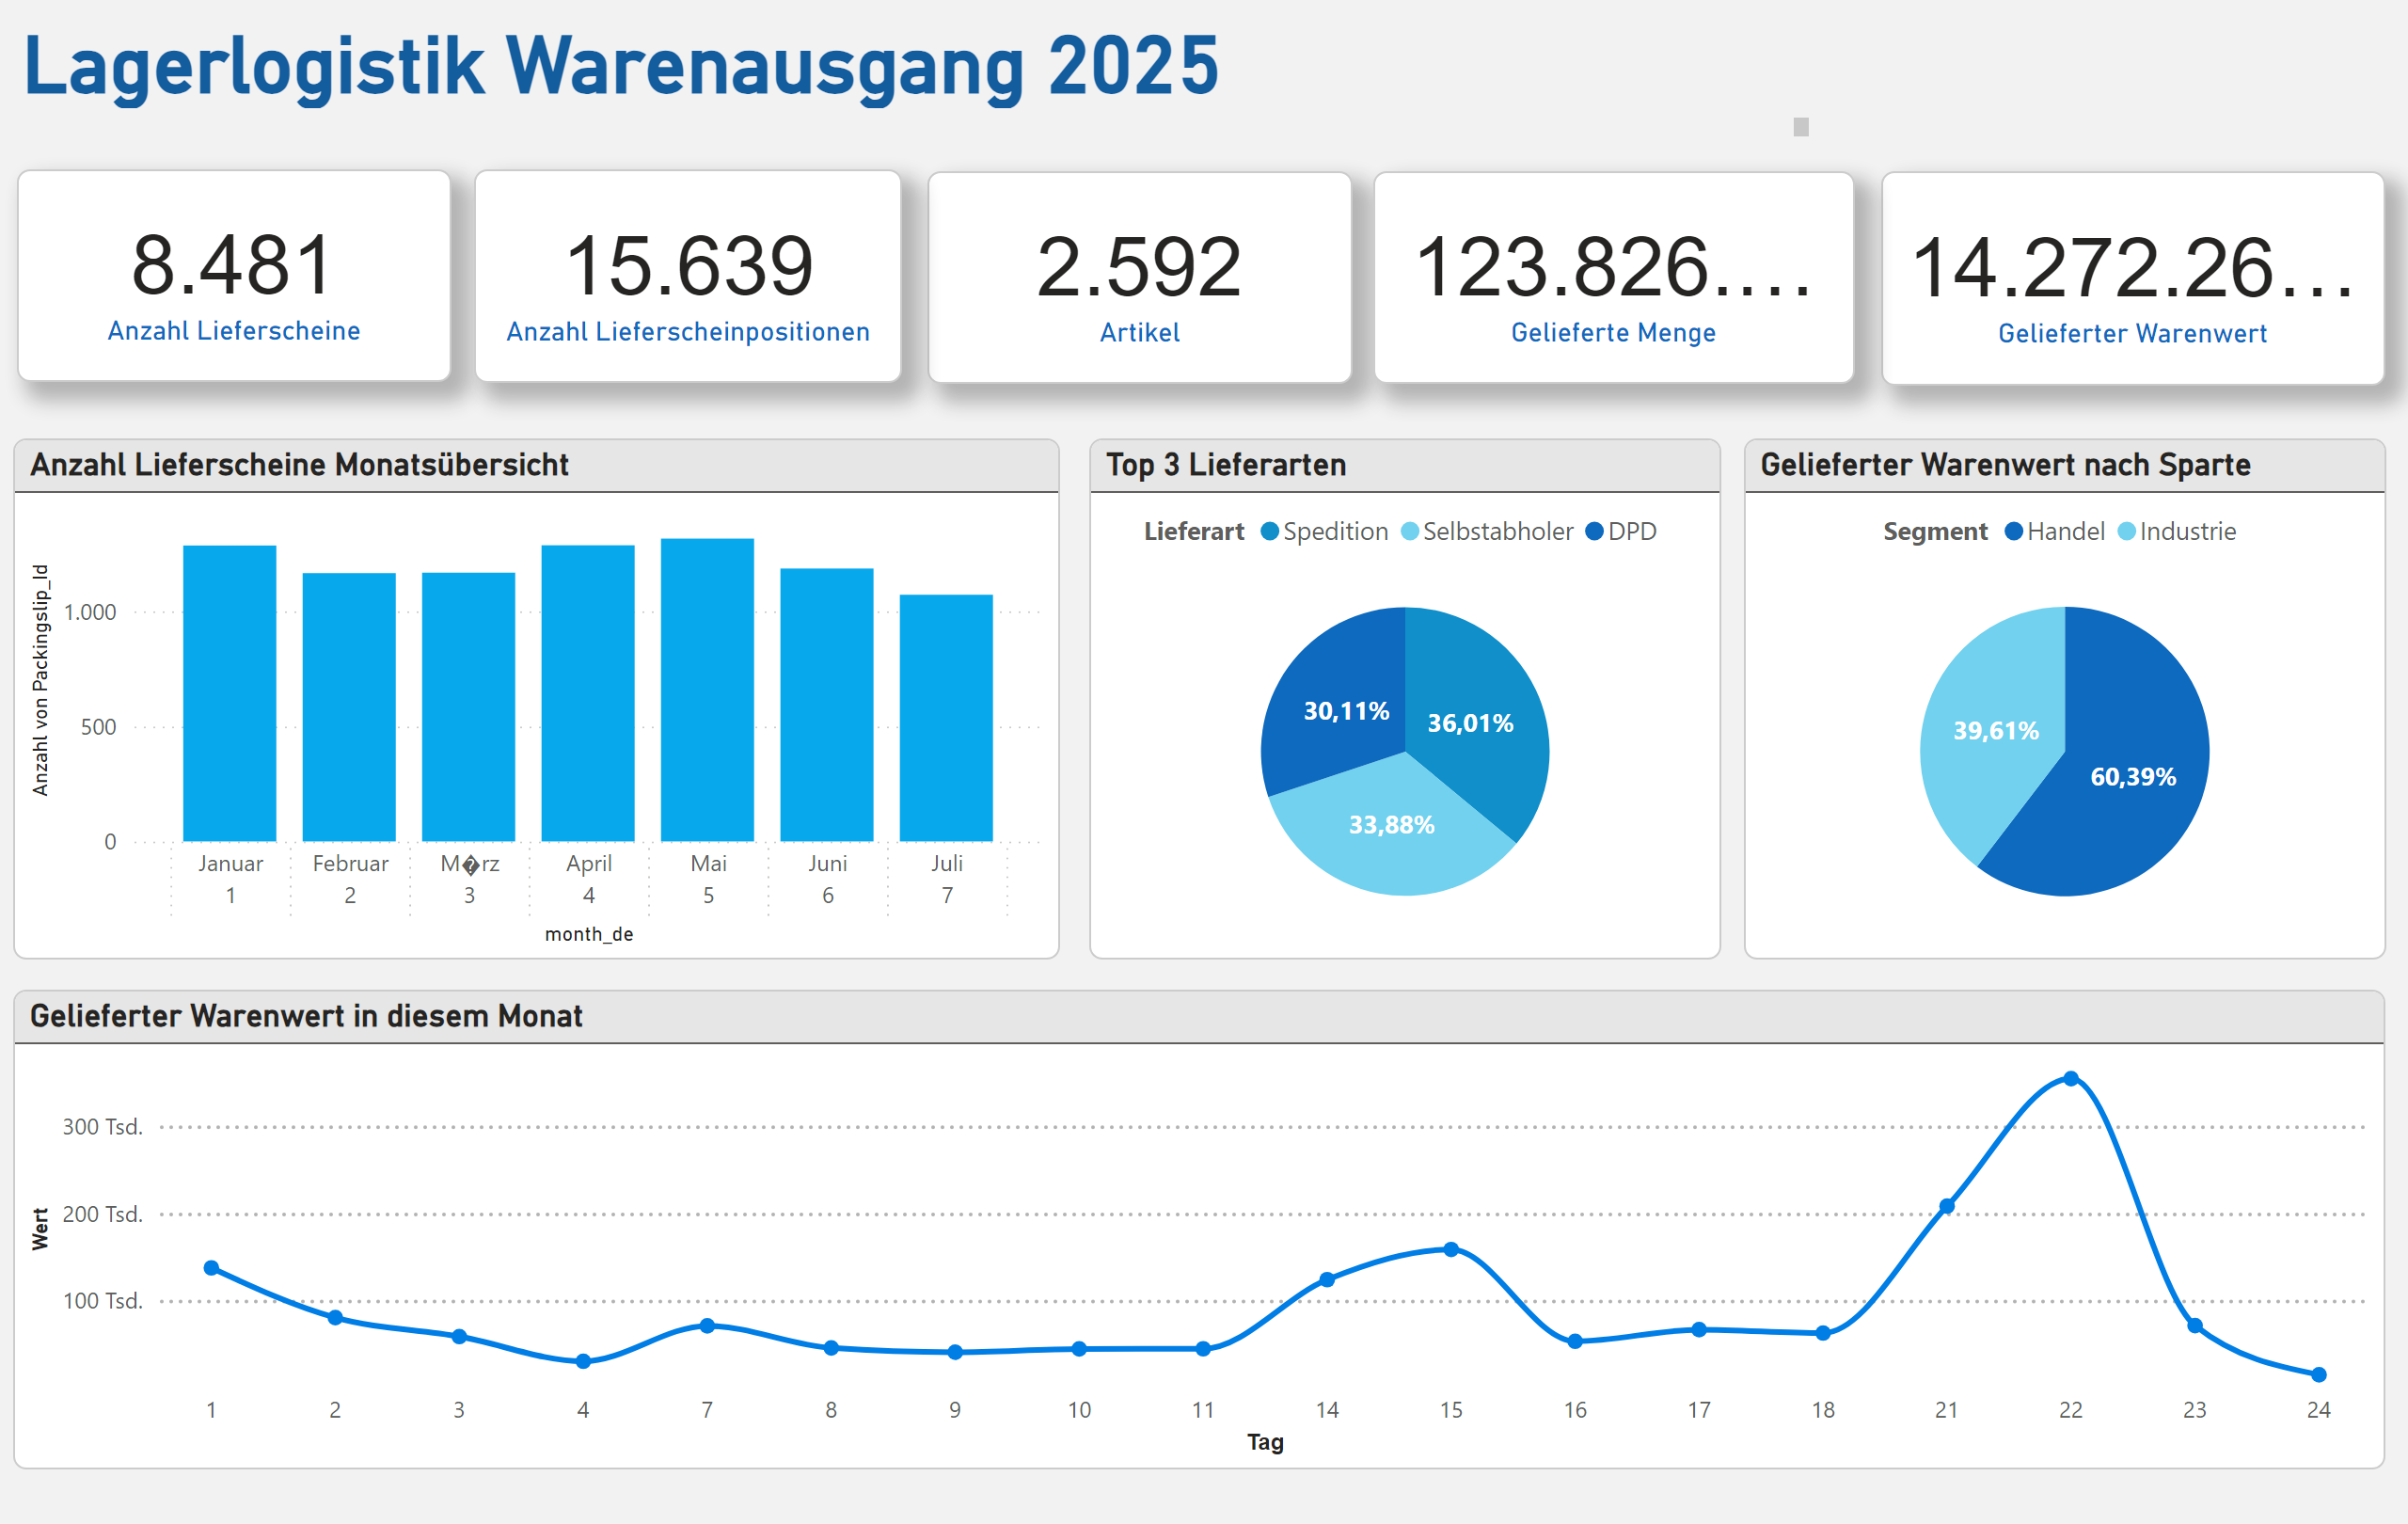 Lagerlogistik Warenausgang 2025
8.481
Anzahl Lieferscheine
15.639
Anzahl Lieferscheinpositionen
2.592
Artikel
123.826....
Gelieferte Menge
14.272.26...
Gelieferter Warenwert
Anzahl Lieferscheine Monatsübersicht
Anzahl von Packingslip_Id
1.000
500
0
Januar Februar M�rz April Mai Juni Juli
1 2 3 4 5 6 7
month_de
Top 3 Lieferarten
Lieferart Spedition Selbstabholer DPD
30,11%
36,01%
33,88%
Gelieferter Warenwert nach Sparte
Segment Handel Industrie
39,61%
60,39%
Gelieferter Warenwert in diesem Monat
Wert
300 Tsd.
200 Tsd.
100 Tsd.
1 2 3 4 7 8 9 10 11 14 15 16 17 18 21 22 23 24
Tag